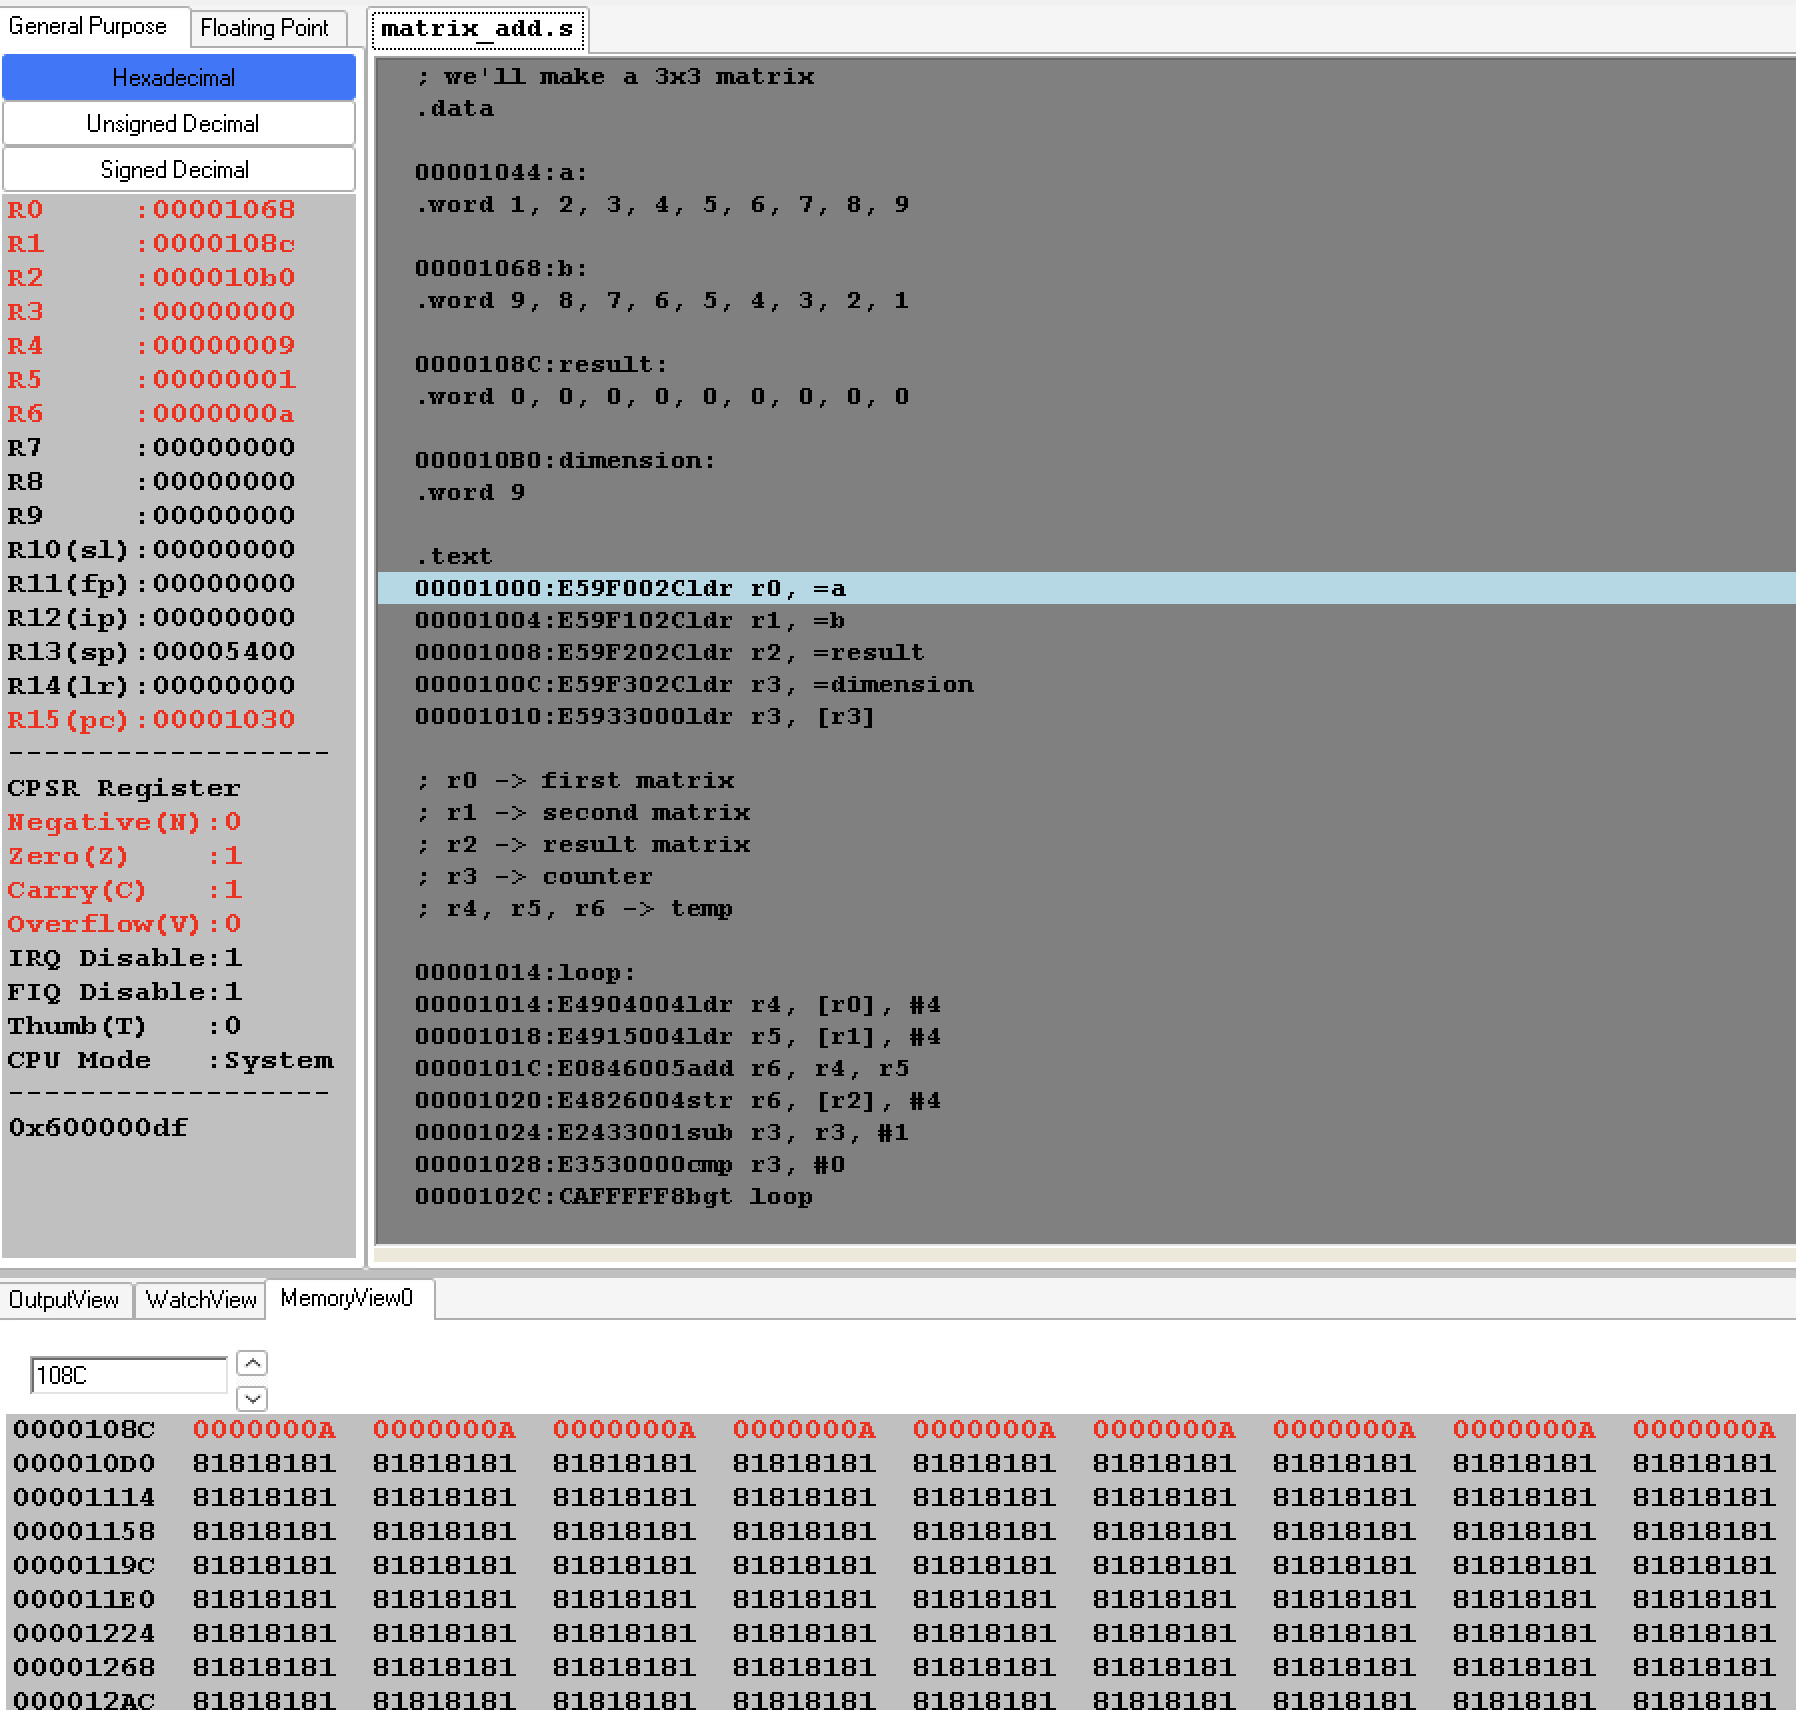 General Purpose Floating Point
Hexadecimal
Unsigned Decimal
Signed Decimal
R0 :00001068
R1 :0000108c
R2 :000010b0
R3 :00000000
R4 :00000009
R5 :00000001
R6 :0000000a
R7 :00000000
R8 :00000000
R9 :00000000
R10(sl):00000000
R11(fp):00000000
R12(ip):00000000
R13(sp):00005400
R14(lr):00000000
R15(pc):00001030
------------------
CPSR Register
Negative(N):0
Zero(Z) :1
Carry(C) :1
Overflow(V):0
IRQ Disable:1
FIQ Disable:1
Thumb(T) :0
CPU Mode :System
------------------
0x600000df
matrix_add.s
; we'll make a 3x3 matrix
.data
00001044:a:
.word 1, 2, 3, 4, 5, 6, 7, 8, 9
00001068:b:
.word 9, 8, 7, 6, 5, 4, 3, 2, 1
0000108C:result:
.word 0, 0, 0, 0, 0, 0, 0, 0, 0
000010B0:dimension:
.word 9
.text
00001000:E59F002Cldr r0, =a
00001004:E59F102Cldr r1, =b
00001008:E59F202Cldr r2, =result
0000100C:E59F302Cldr r3, =dimension
00001010:E5933000ldr r3, [r3]
; r0 -> first matrix
; r1 -> second matrix
; r2 -> result matrix
; r3 -> counter
; r4, r5, r6 -> temp
00001014:loop:
00001014:E4904004ldr r4, [r0], #4
00001018:E4915004ldr r5, [r1], #4
0000101C:E0846005add r6, r4, r5
00001020:E4826004str r6, [r2], #4
00001024:E2433001sub r3, r3, #1
00001028:E3530000cmp r3, #0
0000102C:CAFFFFF8bgt loop
OutputView WatchView MemoryView0
108C
0000108C 0000000A 0000000A 0000000A 0000000A 0000000A 0000000A 0000000A 0000000A 0000000A
000010D0 81818181 81818181 81818181 81818181 81818181 81818181 81818181 81818181 81818181
00001114 81818181 81818181 81818181 81818181 81818181 81818181 81818181 81818181 81818181
00001158 81818181 81818181 81818181 81818181 81818181 81818181 81818181 81818181 81818181
0000119C 81818181 81818181 81818181 81818181 81818181 81818181 81818181 81818181 81818181
000011E0 81818181 81818181 81818181 81818181 81818181 81818181 81818181 81818181 81818181
00001224 81818181 81818181 81818181 81818181 81818181 81818181 81818181 81818181 81818181
00001268 81818181 81818181 81818181 81818181 81818181 81818181 81818181 81818181 81818181
000012AC 81818181 81818181 81818181 81818181 81818181 81818181 81818181 81818181 81818181